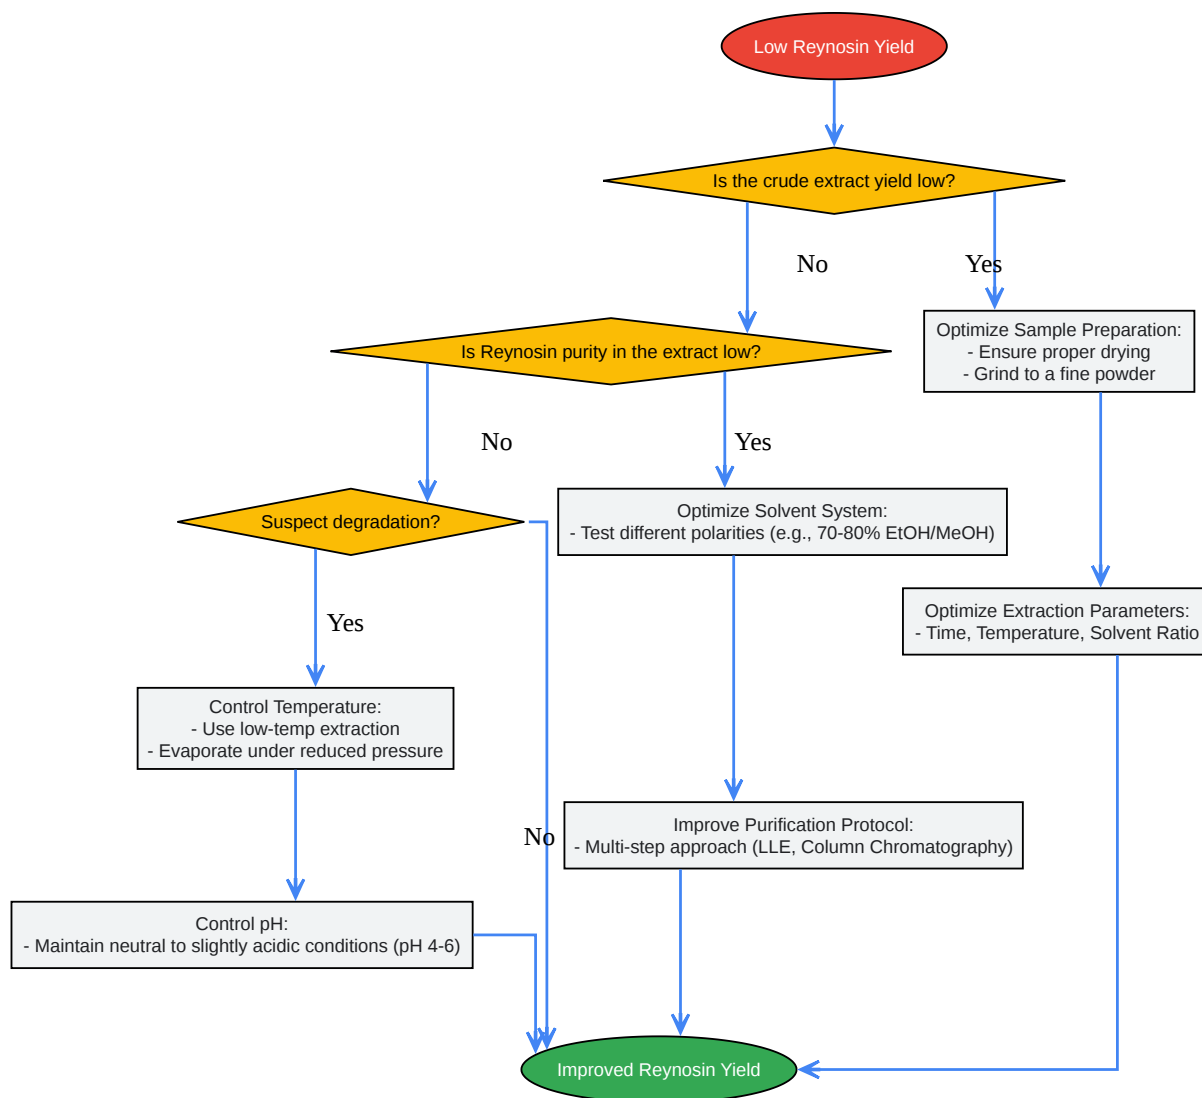 Low Reynosin Yield
Is the crude extract yield low?
No
Yes
Is Reynosin purity in the extract low?
Optimize Sample Preparation:
- Ensure proper drying
- Grind to a fine powder
No
Yes
Suspect degradation?
Optimize Solvent System:
- Test different polarities (e.g., 70-80% EtOH/MeOH)
Optimize Extraction Parameters:
- Time, Temperature, Solvent Ratio
Yes
Control Temperature:
- Use low-temp extraction
- Evaporate under reduced pressure
No
Improve Purification Protocol:
- Multi-step approach (LLE, Column Chromatography)
Control pH:
- Maintain neutral to slightly acidic conditions (pH 4-6)
Improved Reynosin Yield